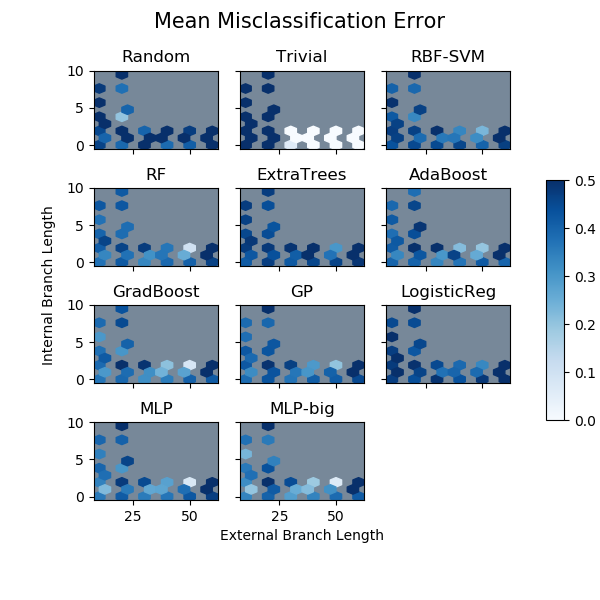 Mean Misclassification Error
Random Trivial RBF-SVM
10
5
0
RF ExtraTrees AdaBoost
10
5
0
GradBoost GP LogisticReg
10
5
0
MLP MLP-big
10
5
0
25 50 25 50
External Branch Length
Internal Branch Length
0.5
0.4
0.3
0.2
0.1
0.0